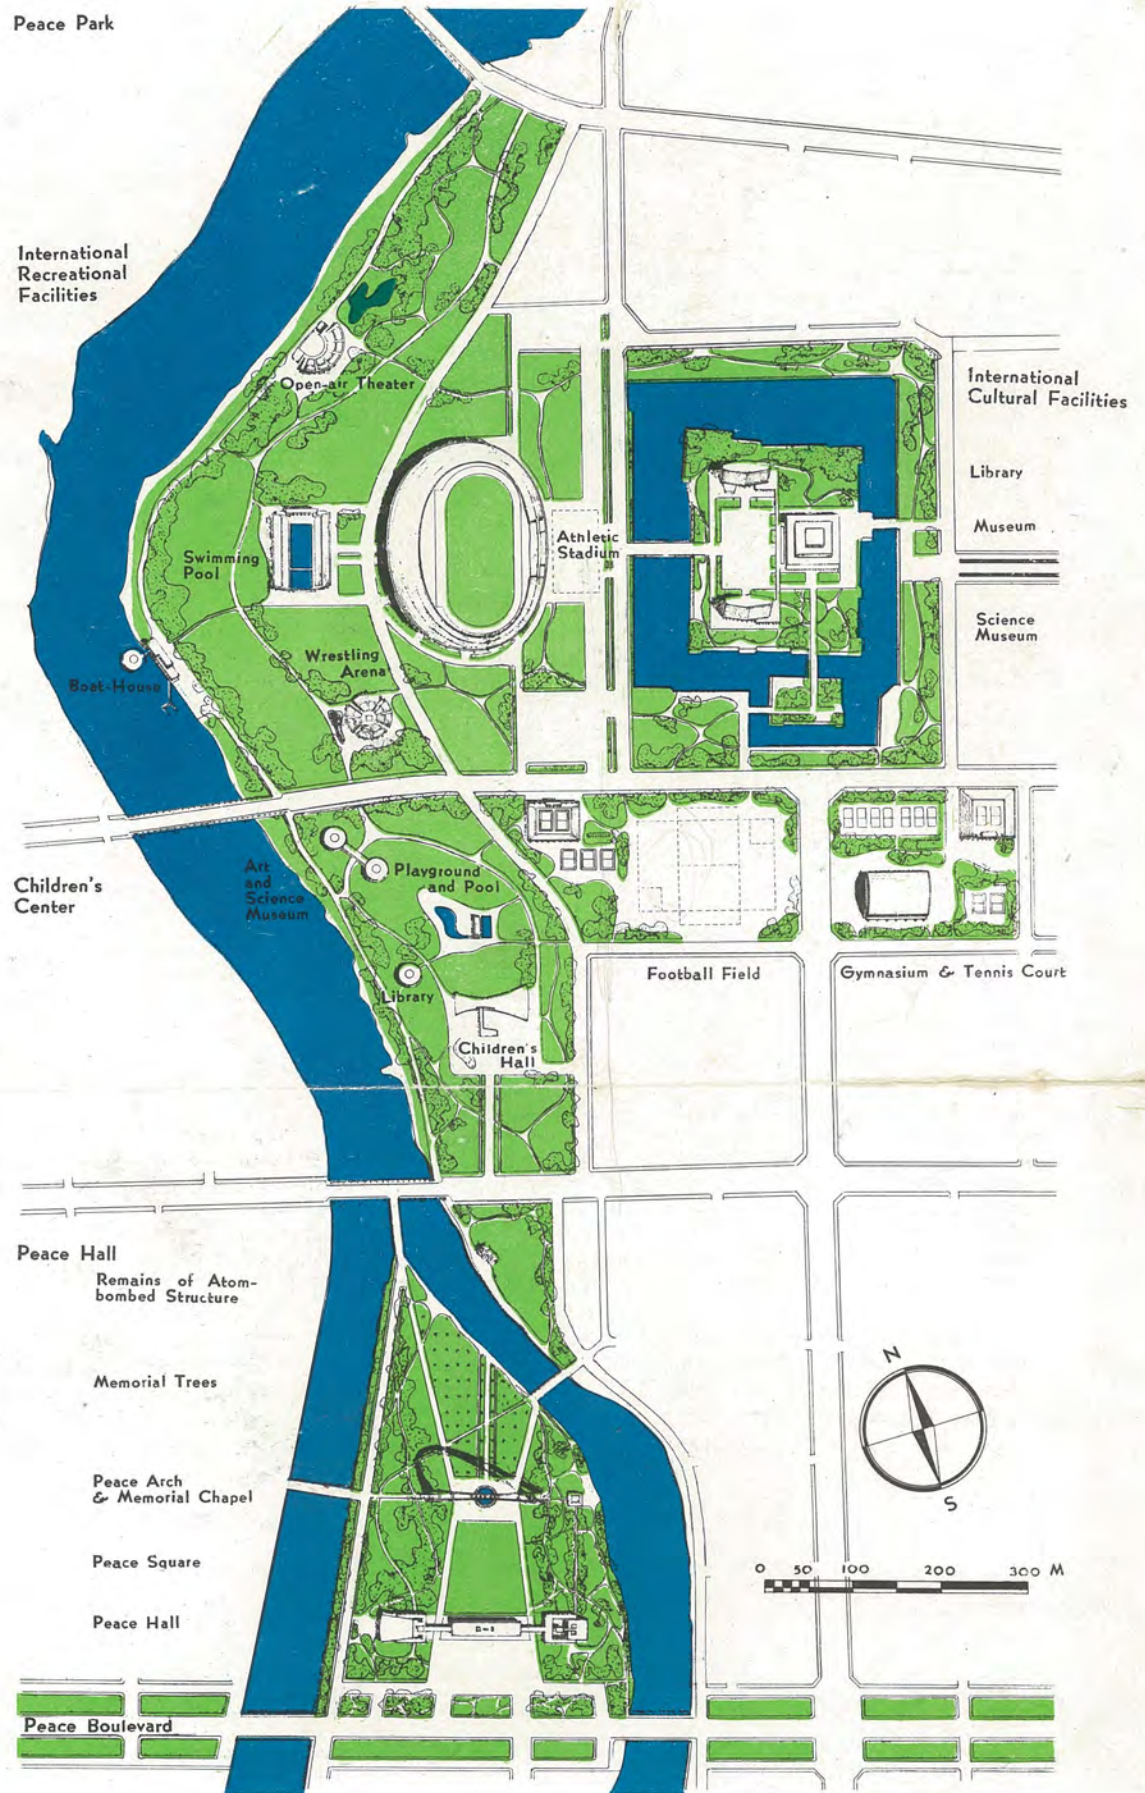 Peace Park
International
Recreational
Facilities
Open-air Theater
International
Cultural Facilities
Library
Museum
Athletic
Stadium
Swimming
Pool
Science
Museum
Wrestling
Arena
Boat-House
Children's
Center
Art
and
Science
Museum
Playground
and Pool
Library
Football Field
Gymnasium & Tennis Court
Children's
Hall
Peace Hall
Remains of Atom-
bombed Structure
Memorial Trees
N
S
Peace Arch
& Memorial Chapel
Peace Square
0 50 100 200 300 M
Peace Hall
Peace Boulevard